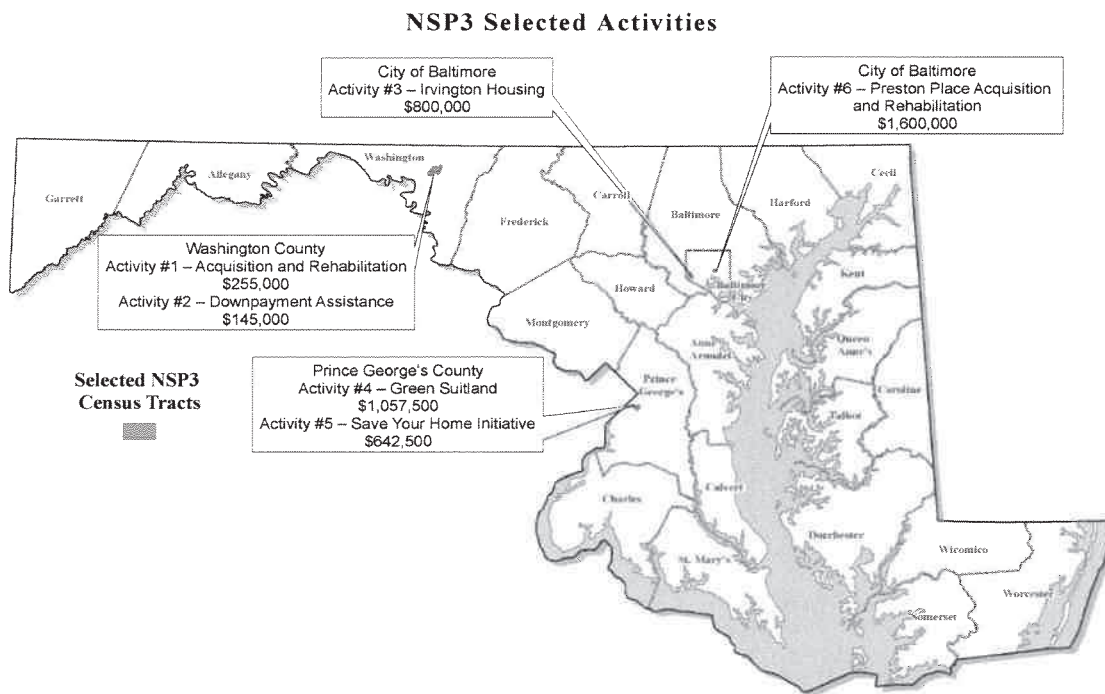 NSP3 Selected Activities
City of Baltimore
Activity #3 – Irvington Housing
$800,000
City of Baltimore
Activity #6 – Preston Place Acquisition
and Rehabilitation
$1,600,000
Garrett
Allegany
Washington
Frederick
Carroll
Baltimore
Harford
Cecil
Washington County
Activity #1 – Acquisition and Rehabilitation
$255,000
Activity #2 – Downpayment Assistance
$145,000
Howard
Montgomery
Baltimore
City
Kent
Anne
Arundel
Queen
Anne's
Selected NSP3
Census Tracts
Prince George's County
Activity #4 – Green Suitland
$1,057,500
Activity #5 – Save Your Home Initiative
$642,500
Prince
George's
Caroline
Talbot
Calvert
Charles
St. Mary's
Dorchester
Wicomico
Worcester
Somerset